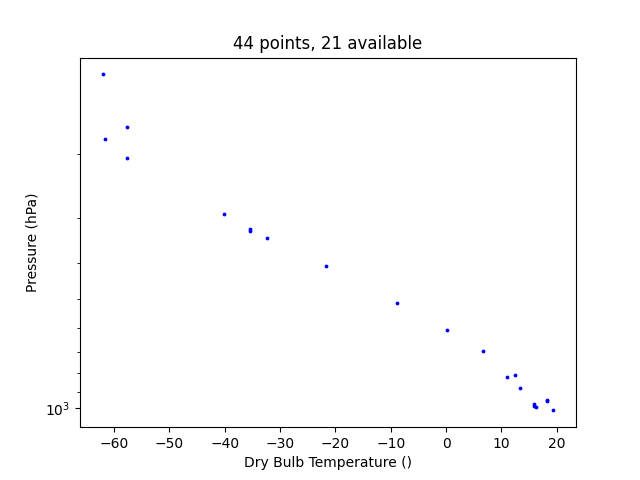 44 points, 21 available
Pressure (hPa)
10³
−60 −50 −40 −30 −20 −10 0 10 20
Dry Bulb Temperature ()